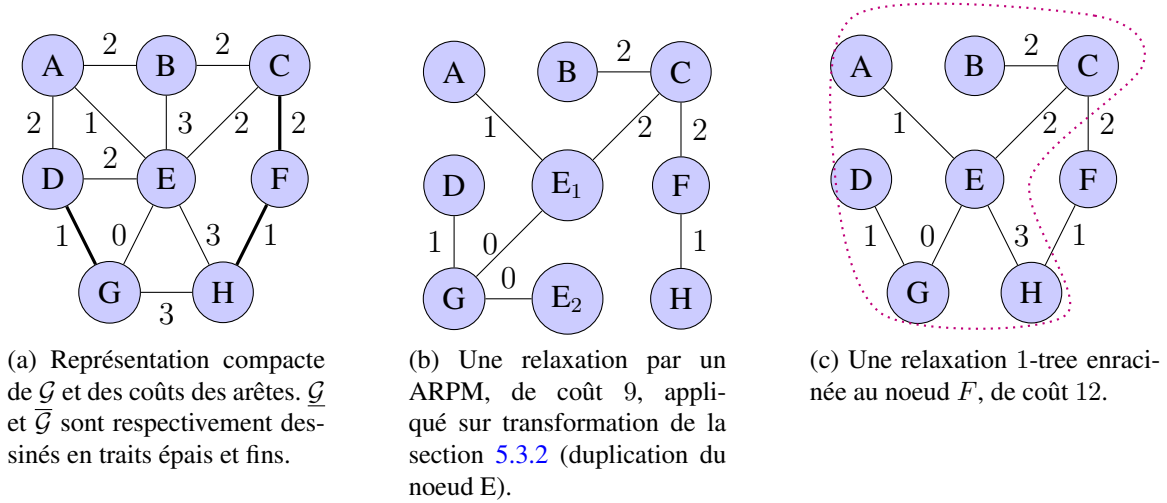 A 2 B 2 C
2 1 3 2 2
D 2 E F
1 0 3 1
G 3 H
A B 2 C
1 2 2
D E1 F
1 0 0 1
G E2 H
A B 2 C
1 2 2
D E F
1 0 3 1
G H
(a) Représentation compacte
de G et des coûts des arêtes. G
et G sont respectivement des-
sinés en traits épais et fins.
(b) Une relaxation par un
ARPM, de coût 9, appli-
qué sur transformation de la
section 5.3.2 (duplication du
noeud E).
(c) Une relaxation 1-tree enraci-
née au noeud F, de coût 12.